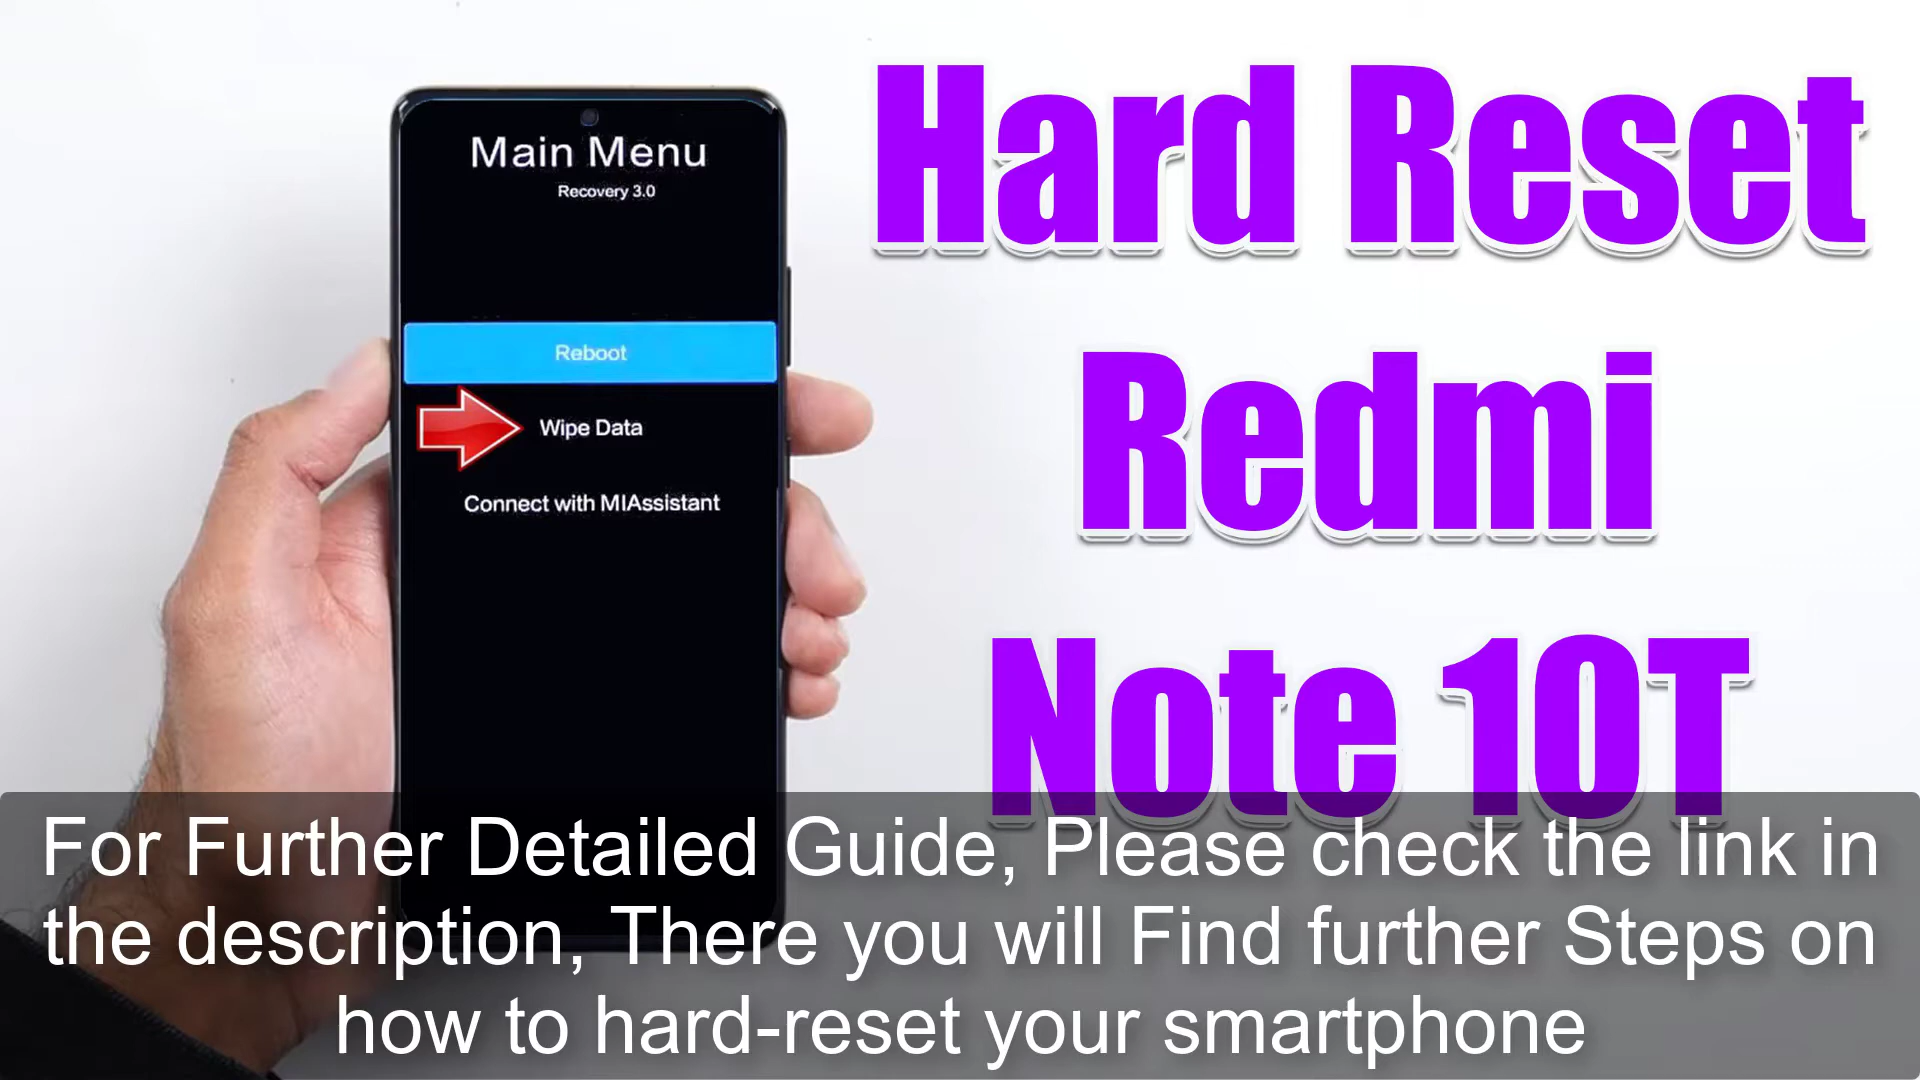 Hard Reset
Redmi
Note 10T
Main Menu
Recovery 3.0
Reboot
Wipe Data
Connect with MIAssistant
For Further Detailed Guide, Please check the link in
the description, There you will Find further Steps on
how to hard-reset your smartphone